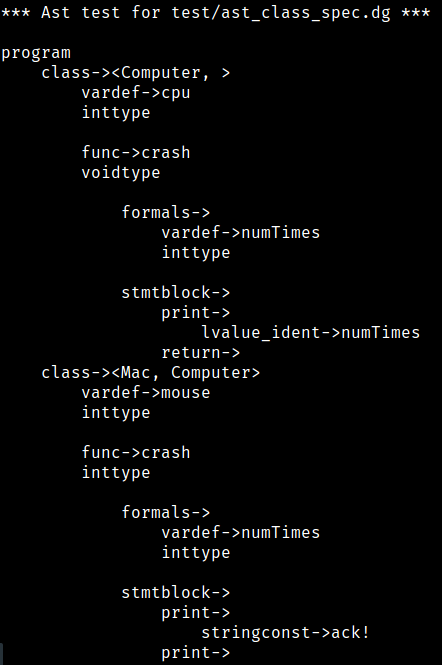 *** Ast test for test/ast_class_spec.dg ***
program
class-><Computer, >
vardef->cpu
inttype
func->crash
voidtype
formals->
vardef->numTimes
inttype
stmtblock->
print->
lvalue_ident->numTimes
return->
class-><Mac, Computer>
vardef->mouse
inttype
func->crash
inttype
formals->
vardef->numTimes
inttype
stmtblock->
print->
stringconst->ack!
print->